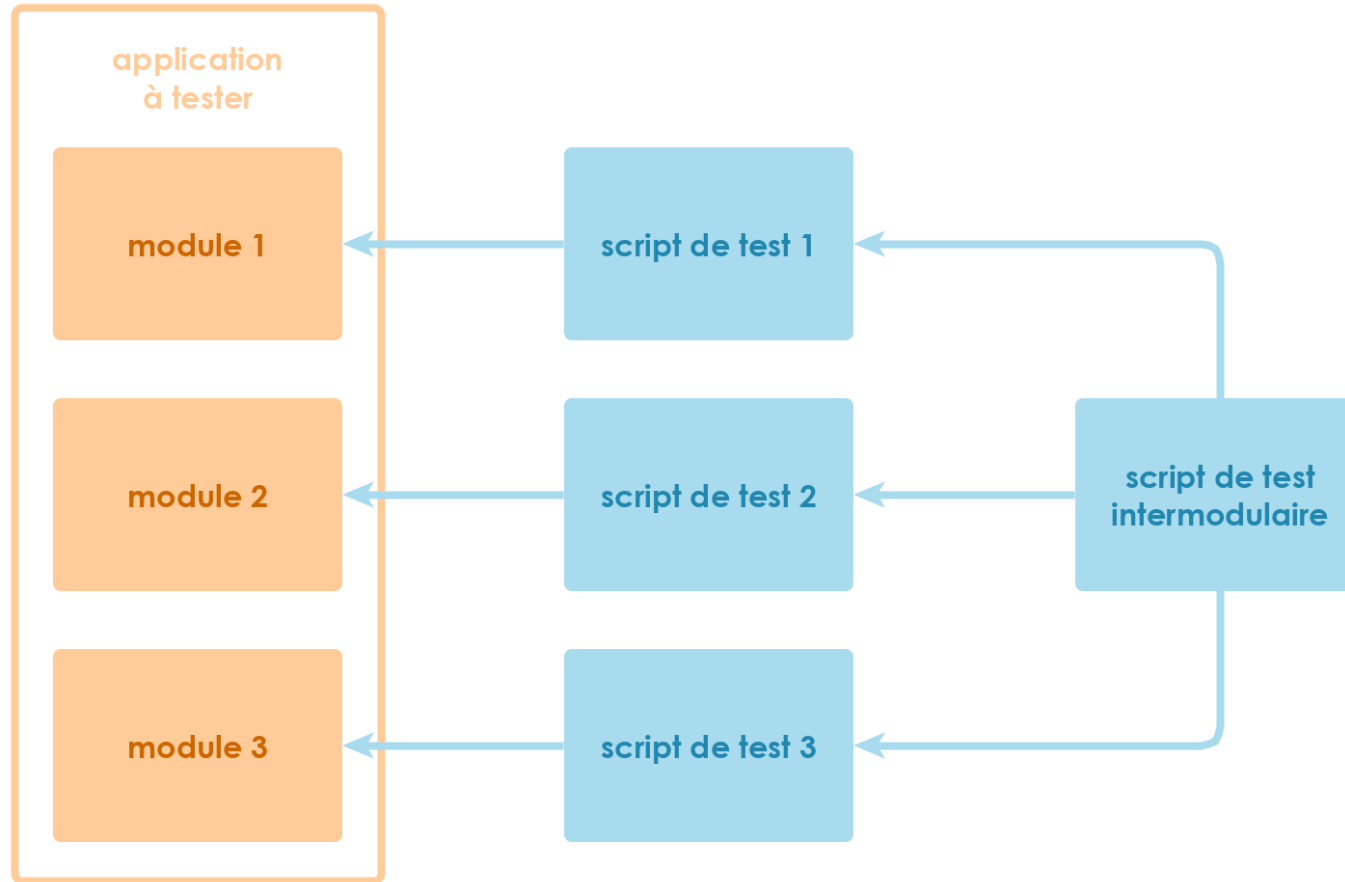 application
à tester
module 1
script de test 1
module 2
script de test 2
script de test
intermodulaire
module 3
script de test 3